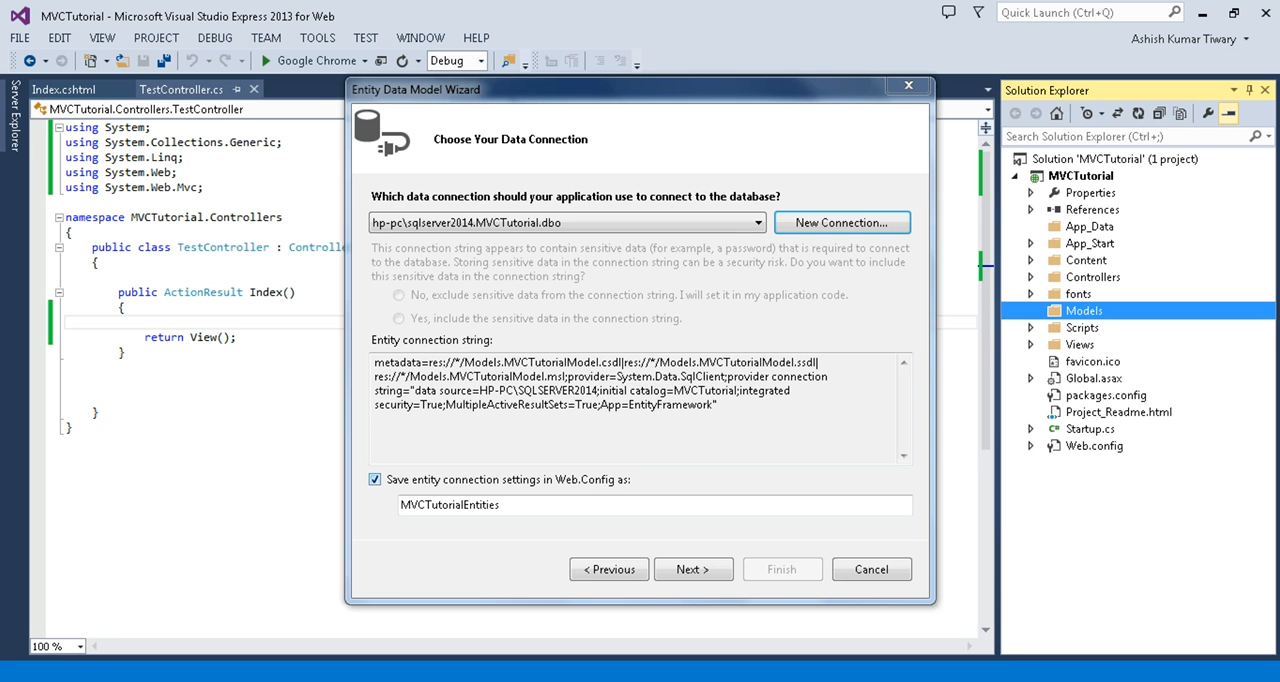 MVCTutorial - Microsoft Visual Studio Express 2013 for Web
Quick Launch (Ctrl+Q)
FILE EDIT VIEW PROJECT DEBUG TEAM TOOLS TEST WINDOW HELP
Ashish Kumar Tiwary
Google Chrome
Debug
Server Explorer
Index.cshtml
TestController.cs
MVCTutorial.Controllers.TestController
using System;
using System.Collections.Generic;
using System.Linq;
using System.Web;
using System.Web.Mvc;
namespace MVCTutorial.Controllers
{
public class TestController : Controlle
{
public ActionResult Index()
{
return View();
}
}
}
100 %
Entity Data Model Wizard
Choose Your Data Connection
Which data connection should your application use to connect to the database?
hp-pc\sqlserver2014.MVCTutorial.dbo
New Connection...
This connection string appears to contain sensitive data (for example, a password) that is required to connect
to the database. Storing sensitive data in the connection string can be a security risk. Do you want to include
this sensitive data in the connection string?
No, exclude sensitive data from the connection string. I will set it in my application code.
Yes, include the sensitive data in the connection string.
Entity connection string:
metadata=res://*/Models.MVCTutorialModel.csdl|res://*/Models.MVCTutorialModel.ssdl|
res://*/Models.MVCTutorialModel.msl;provider=System.Data.SqlClient;provider connection
string="data source=HP-PC\SQLSERVER2014;initial catalog=MVCTutorial;integrated
security=True;MultipleActiveResultSets=True;App=EntityFramework"
Save entity connection settings in Web.Config as:
MVCTutorialEntities
< Previous
Next >
Finish
Cancel
Solution Explorer
Search Solution Explorer (Ctrl+;)
Solution 'MVCTutorial' (1 project)
MVCTutorial
Properties
References
App_Data
App_Start
Content
Controllers
fonts
Models
Scripts
Views
favicon.ico
Global.asax
packages.config
Project_Readme.html
Startup.cs
Web.config